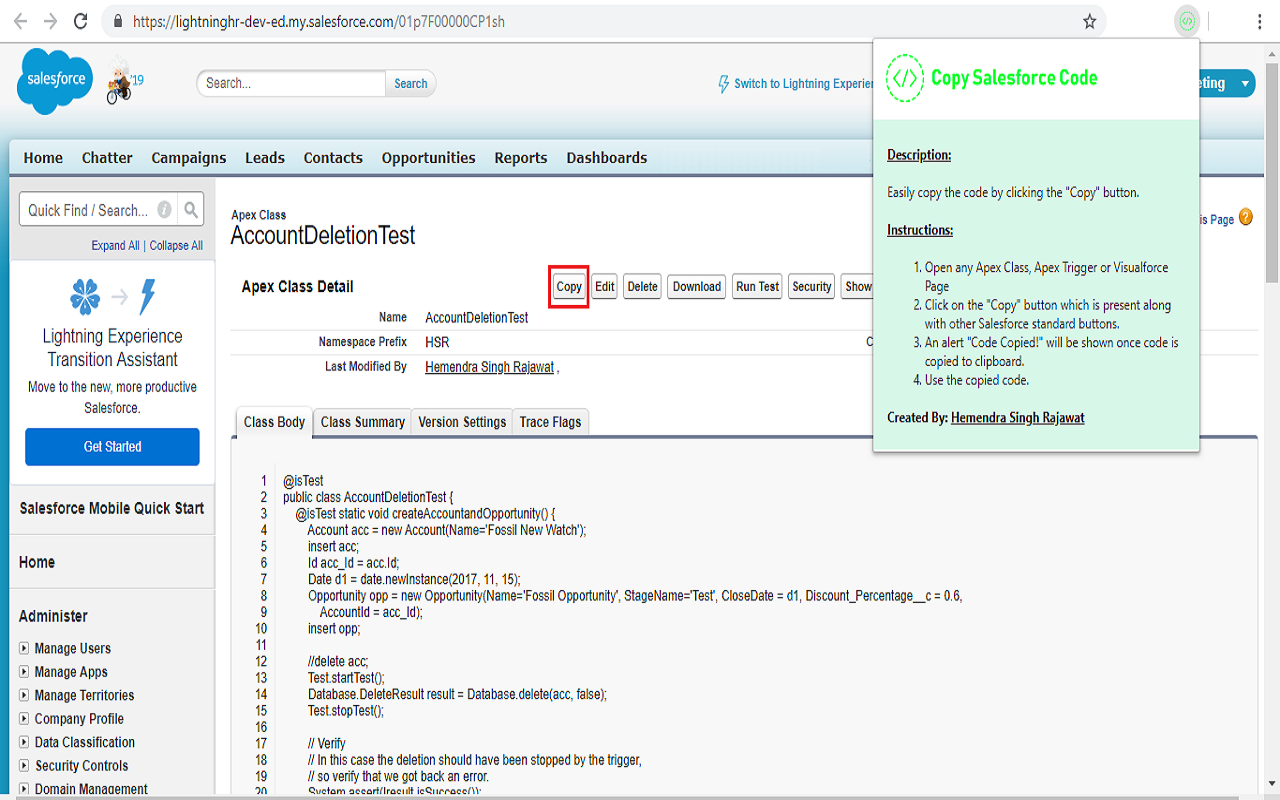 https://lightninghr-dev-ed.my.salesforce.com/01p7F00000CP1sh
salesforce
'19
Search...
Search
Switch to Lightning Experien
eting
Home Chatter Campaigns Leads Contacts Opportunities Reports Dashboards
Quick Find / Search...
Expand All | Collapse All
Lightning Experience
Transition Assistant
Move to the new, more productive
Salesforce.
Get Started
Salesforce Mobile Quick Start
Home
Administer
Manage Users
Manage Apps
Manage Territories
Company Profile
Data Classification
Security Controls
Domain Management
Apex Class
AccountDeletionTest
is Page
Apex Class Detail
Copy Edit Delete Download Run Test Security Show
Name AccountDeletionTest
Namespace Prefix HSR
C
Last Modified By Hemendra Singh Rajawat ,
Class Body Class Summary Version Settings Trace Flags
1 @isTest
2 public class AccountDeletionTest {
3 @isTest static void createAccountandOpportunity() {
4 Account acc = new Account(Name='Fossil New Watch');
5 insert acc;
6 Id acc_Id = acc.Id;
7 Date d1 = date.newInstance(2017, 11, 15);
8 Opportunity opp = new Opportunity(Name='Fossil Opportunity', StageName='Test', CloseDate = d1, Discount_Percentage__c = 0.6,
9 AccountId = acc_Id);
10 insert opp;
11
12 //delete acc;
13 Test.startTest();
14 Database.DeleteResult result = Database.delete(acc, false);
15 Test.stopTest();
16
17 // Verify
18 // In this case the deletion should have been stopped by the trigger,
19 // so verify that we got back an error.
20 System.assert(!result.isSuccess());
</> Copy Salesforce Code
Description:
Easily copy the code by clicking the "Copy" button.
Instructions:
1. Open any Apex Class, Apex Trigger or Visualforce
Page
2. Click on the "Copy" button which is present along
with other Salesforce standard buttons.
3. An alert "Code Copied!" will be shown once code is
copied to clipboard.
4. Use the copied code.
Created By: Hemendra Singh Rajawat